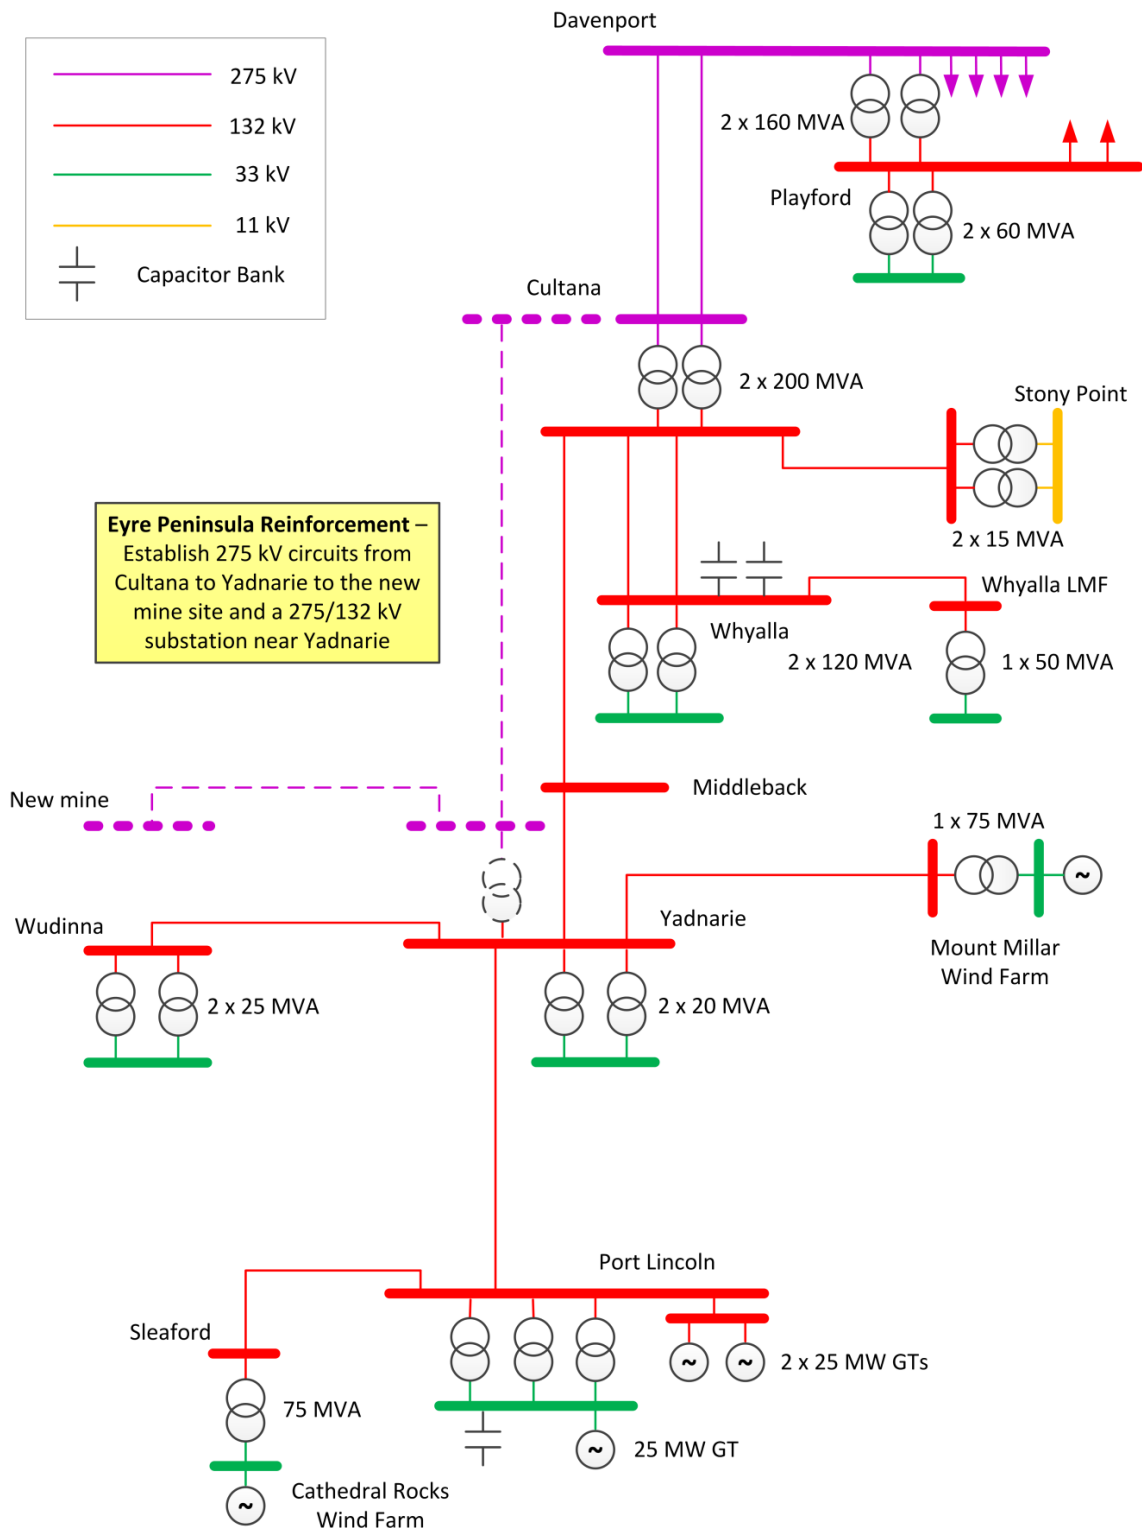 Davenport
275 kV
132 kV
33 kV
11 kV
Capacitor Bank
2 x 160 MVA
Playford
2 x 60 MVA
Cultana
2 x 200 MVA
Stony Point
2 x 15 MVA
Eyre Peninsula Reinforcement –
Establish 275 kV circuits from
Cultana to Yadnarie to the new
mine site and a 275/132 kV
substation near Yadnarie
Whyalla LMF
Whyalla
2 x 120 MVA
1 x 50 MVA
New mine
Middleback
1 x 75 MVA
~
Wudinna
Yadnarie
Mount Millar
Wind Farm
2 x 25 MVA
2 x 20 MVA
Port Lincoln
Sleaford
~ ~
2 x 25 MW GTs
75 MVA
~
25 MW GT
~
Cathedral Rocks
Wind Farm